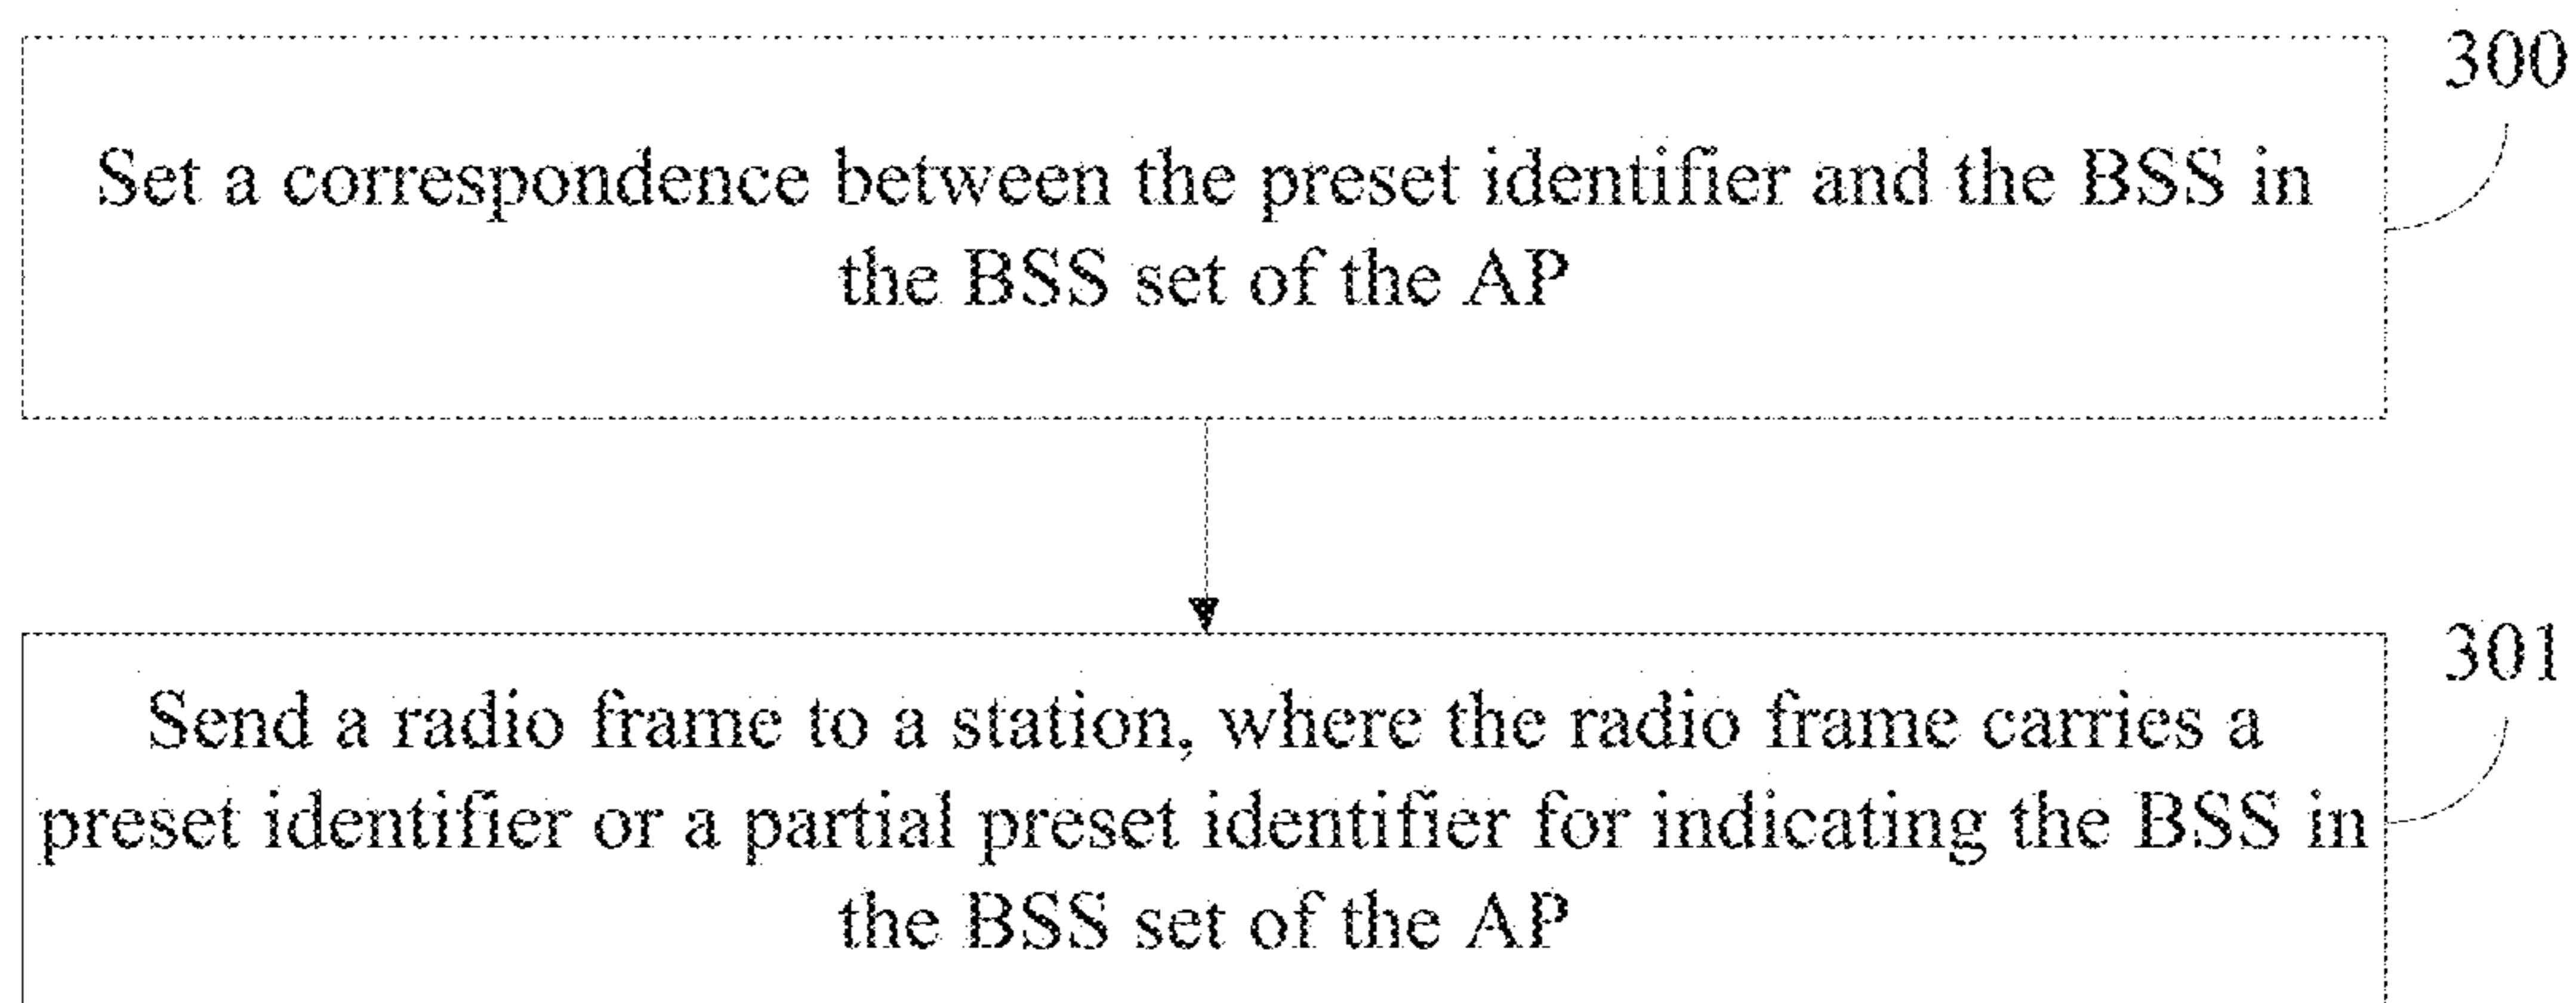 300
Set a correspondence between the preset identifier and the BSS in
the BSS set of the AP
301
Send a radio frame to a station, where the radio frame carries a
preset identifier or a partial preset identifier for indicating the BSS in
the BSS set of the AP